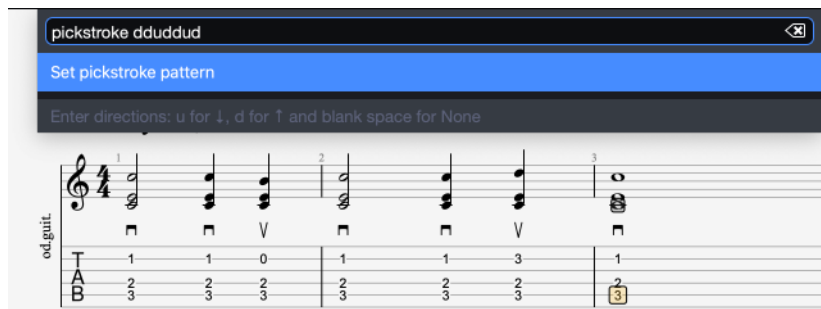 pickstroke dduddud
Set pickstroke pattern
Enter directions: u for ↓, d for ↑ and blank space for None
1 2 3
4
4
od.guit.
T 1 1 0 1 1 3 1
A 2 2 2 2 2 2 2
B 3 3 3 3 3 3 3